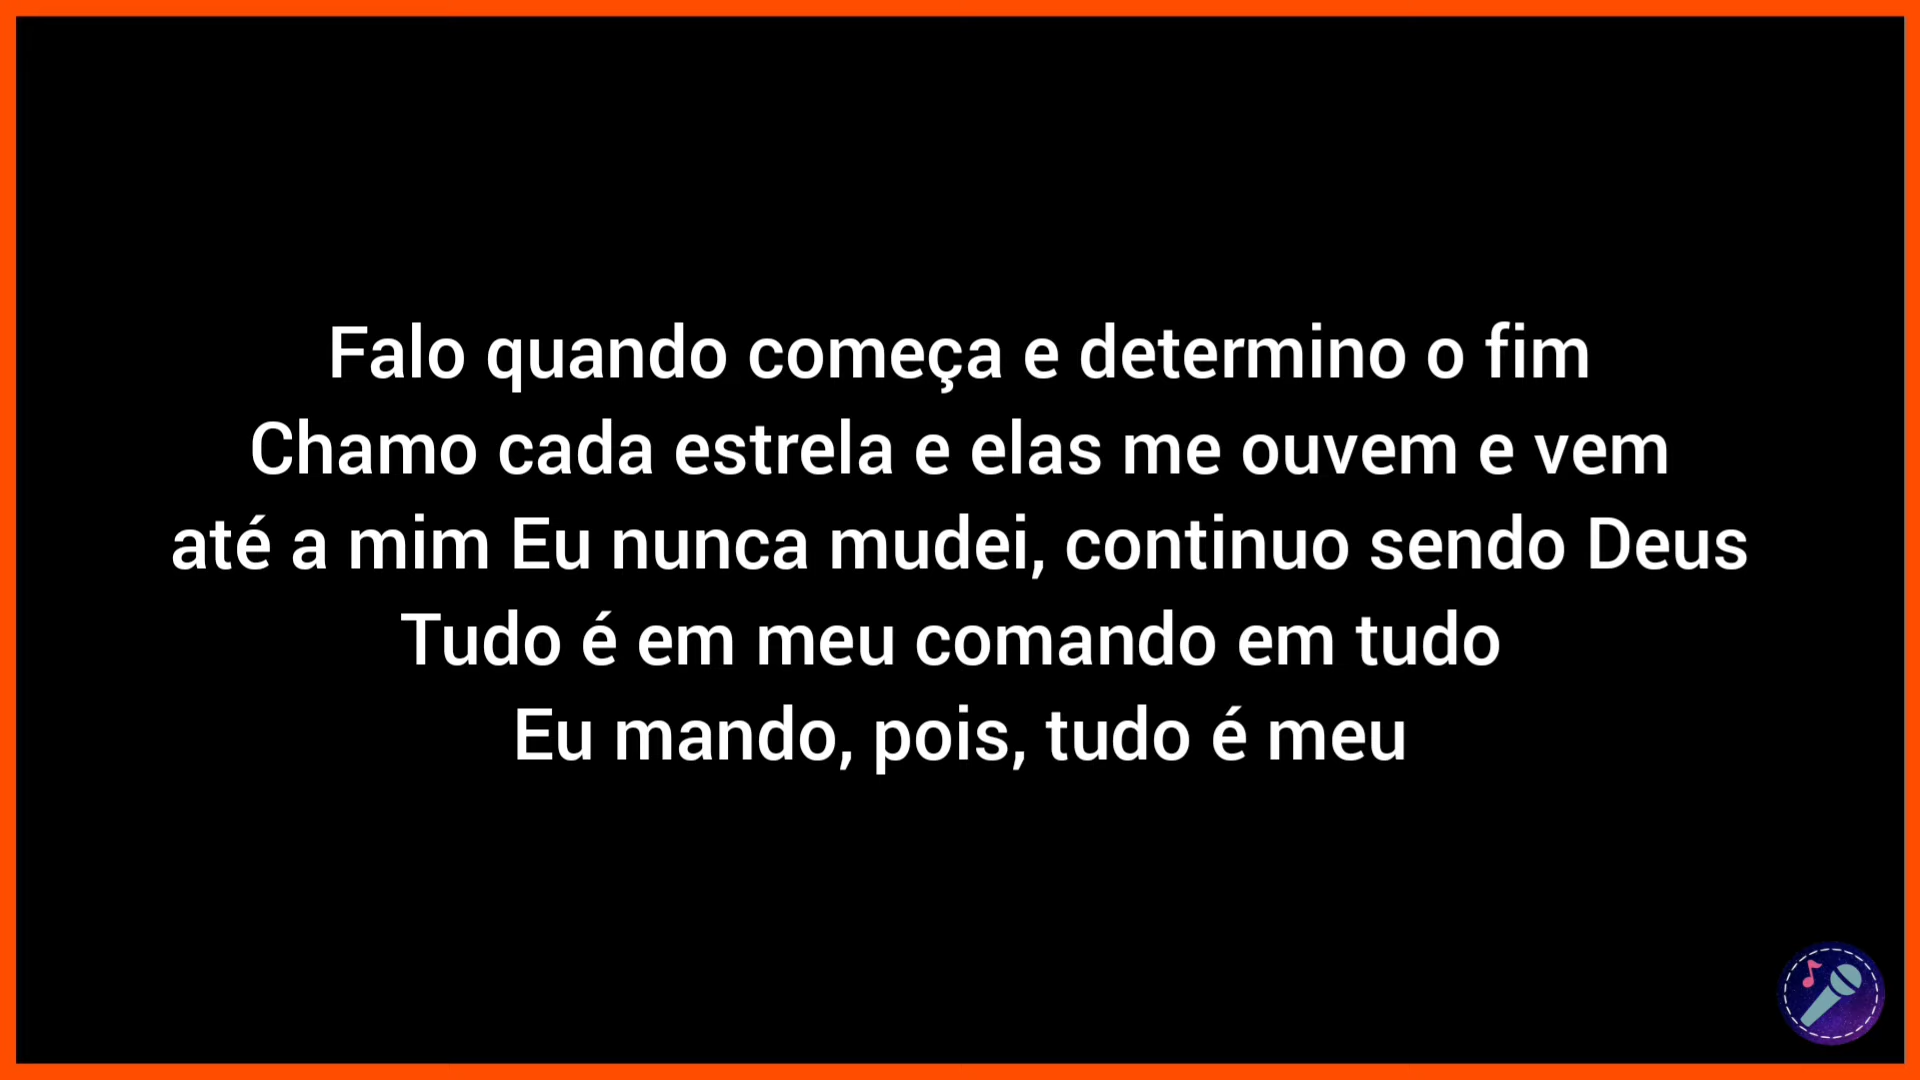 Falo quando começa e determino o fim
Chamo cada estrela e elas me ouvem e vem
até a mim Eu nunca mudei, continuo sendo Deus
Tudo é em meu comando em tudo
Eu mando, pois, tudo é meu